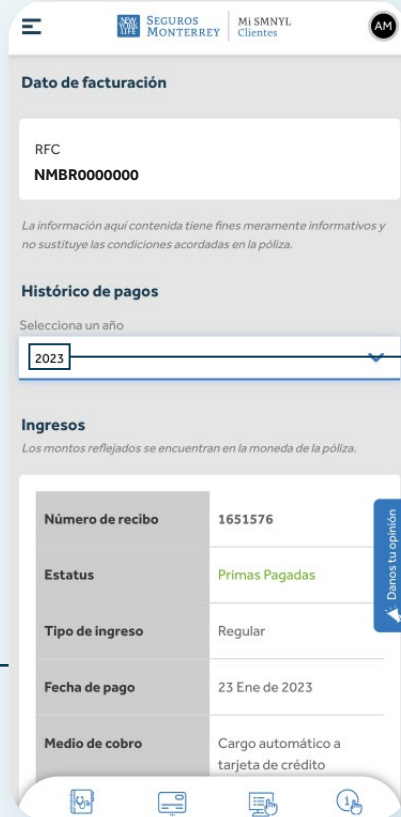 NEW YORK LIFE
SEGUROS MONTERREY
Mi SMNYL
Clientes
AM
Dato de facturación
RFC
NMBR0000000
La información aquí contenida tiene fines meramente informativos y
no sustituye las condiciones acordadas en la póliza.
Histórico de pagos
Selecciona un año
2023
Ingresos
Los montos reflejados se encuentran en la moneda de la póliza.
Número de recibo 1651576
Estatus Primas Pagadas
Tipo de ingreso Regular
Fecha de pago 23 Ene de 2023
Medio de cobro Cargo automático a
tarjeta de crédito
Danos tu opinión
1